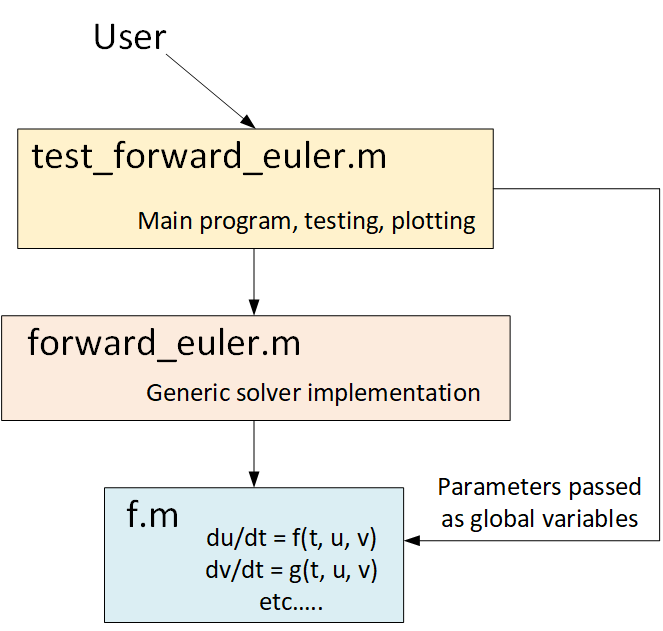 User
test_forward_euler.m
Main program, testing, plotting
forward_euler.m
Generic solver implementation
Parameters passed
as global variables
f.m
du/dt = f(t, u, v)
dv/dt = g(t, u, v)
etc.....